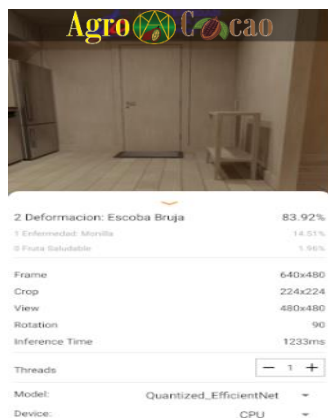 Agro Cacao
2 Deformacion: Escoba Bruja 83.92%
1 Enfermedad: Monilla 14.51%
0 Fruta Saludable 1.96%
Frame 640x480
Crop 224x224
View 480x480
Rotation 90
Inference Time 1233ms
Threads 1
Model: Quantized_EfficientNet
Device: CPU